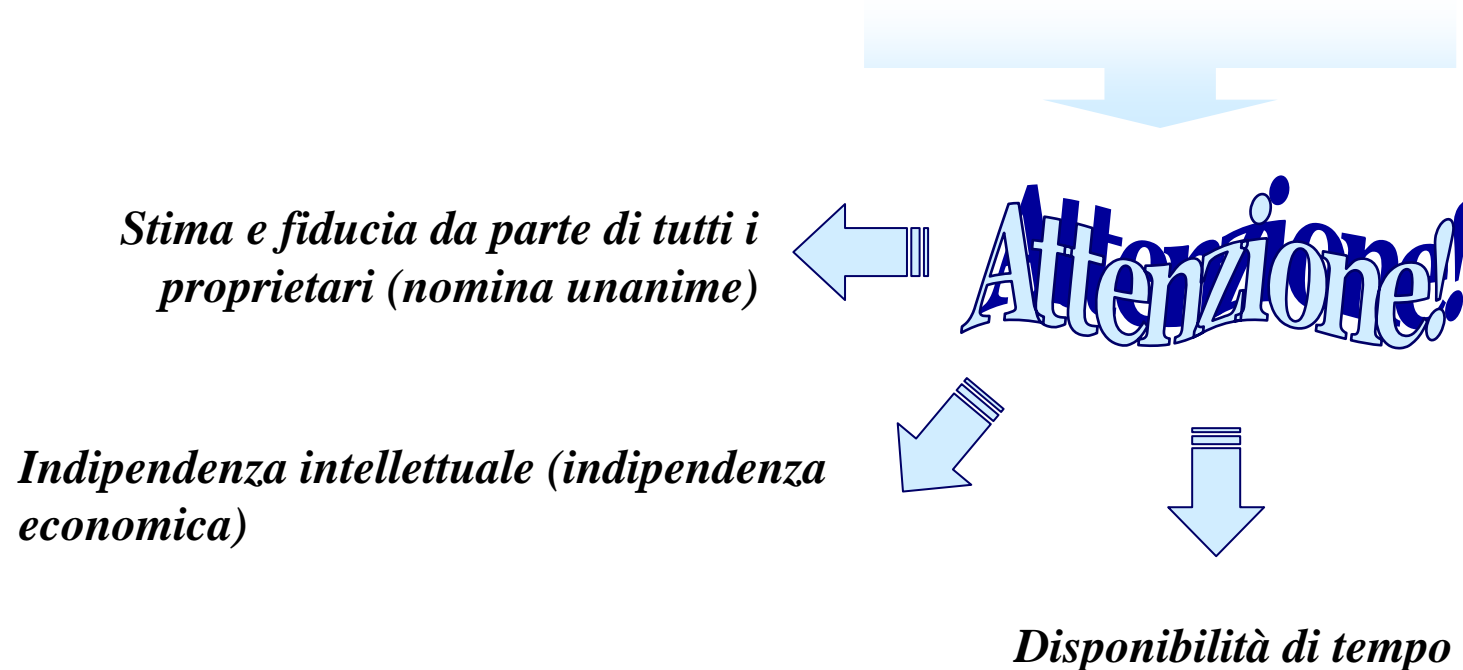 Attenzione!!
Stima e fiducia da parte di tutti i
proprietari (nomina unanime)
Indipendenza intellettuale (indipendenza
economica)
Disponibilità di tempo